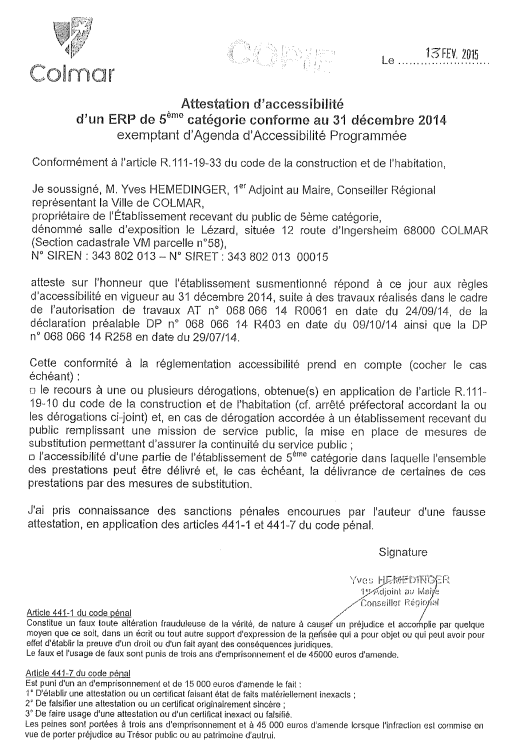 Colmar
COPIE
Le 13 FEV. 2015
Attestation d'accessibilité
d'un ERP de 5ème catégorie conforme au 31 décembre 2014
exemptant d'Agenda d'Accessibilité Programmée
Conformément à l'article R.111-19-33 du code de la construction et de l'habitation,
Je soussigné, M. Yves HEMEDINGER, 1er Adjoint au Maire, Conseiller Régional
représentant la Ville de COLMAR,
propriétaire de l'Établissement recevant du public de 5ème catégorie,
dénommé salle d'exposition le Lézard, située 12 route d'Ingersheim 68000 COLMAR
(Section cadastrale VM parcelle n°58),
N° SIREN : 343 802 013 – N° SIRET : 343 802 013 00015
atteste sur l'honneur que l'établissement susmentionné répond à ce jour aux règles
d'accessibilité en vigueur au 31 décembre 2014, suite à des travaux réalisés dans le cadre
de l'autorisation de travaux AT n° 068 066 14 R0061 en date du 24/09/14, de la
déclaration préalable DP n° 068 066 14 R403 en date du 09/10/14 ainsi que la DP
n° 068 066 14 R258 en date du 29/07/14.
Cette conformité à la réglementation accessibilité prend en compte (cocher le cas
échéant) :
□ le recours à une ou plusieurs dérogations, obtenue(s) en application de l'article R.111-
19-10 du code de la construction et de l'habitation (cf. arrêté préfectoral accordant la ou
les dérogations ci-joint) et, en cas de dérogation accordée à un établissement recevant du
public remplissant une mission de service public, la mise en place de mesures de
substitution permettant d'assurer la continuité du service public ;
□ l'accessibilité d'une partie de l'établissement de 5ème catégorie dans laquelle l'ensemble
des prestations peut être délivré et, le cas échéant, la délivrance de certaines de ces
prestations par des mesures de substitution.
J'ai pris connaissance des sanctions pénales encourues par l'auteur d'une fausse
attestation, en application des articles 441-1 et 441-7 du code pénal.
Signature
Yves HEMEDINGER
1er Adjoint au Maire
Conseiller Régional
Article 441-1 du code pénal
Constitue un faux toute altération frauduleuse de la vérité, de nature à causer un préjudice et accomplie par quelque
moyen que ce soit, dans un écrit ou tout autre support d'expression de la pensée qui a pour objet ou qui peut avoir pour
effet d'établir la preuve d'un droit ou d'un fait ayant des conséquences juridiques.
Le faux et l'usage de faux sont punis de trois ans d'emprisonnement et de 45000 euros d'amende.
Article 441-7 du code pénal
Est puni d'un an d'emprisonnement et de 15 000 euros d'amende le fait :
1° D'établir une attestation ou un certificat faisant état de faits matériellement inexacts ;
2° De falsifier une attestation ou un certificat originairement sincère ;
3° De faire usage d'une attestation ou d'un certificat inexact ou falsifié.
Les peines sont portées à trois ans d'emprisonnement et à 45 000 euros d'amende lorsque l'infraction est commise en
vue de porter préjudice au Trésor public ou au patrimoine d'autrui.